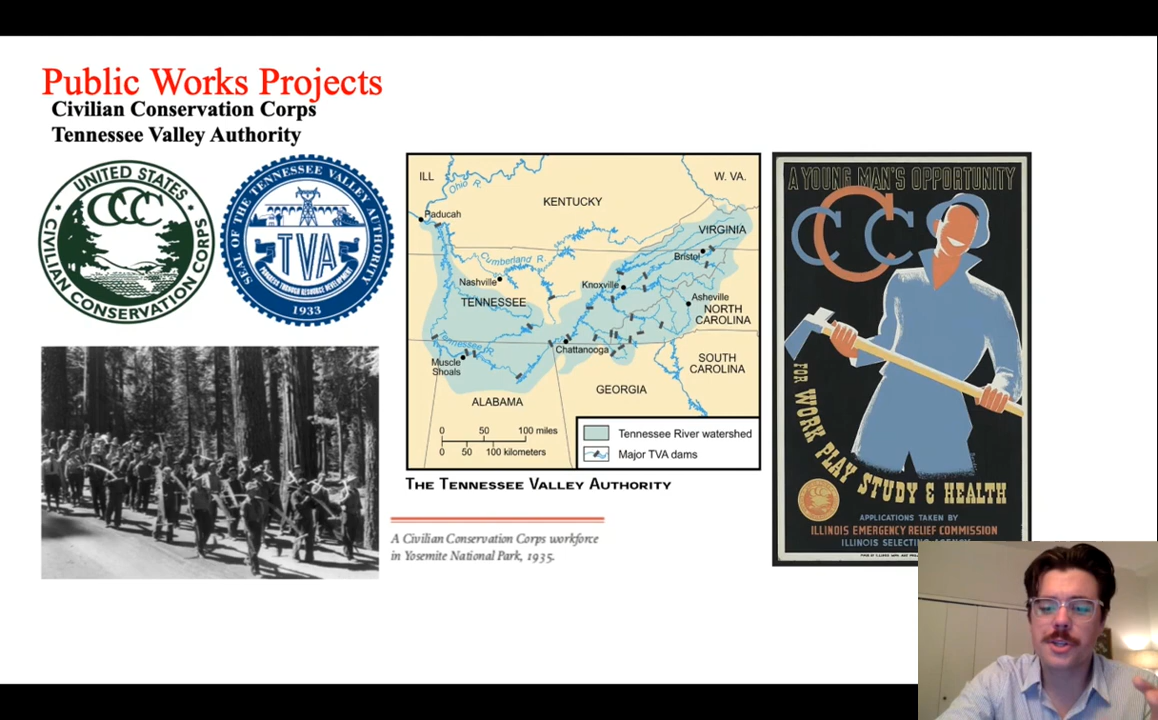 Public Works Projects
Civilian Conservation Corps
Tennessee Valley Authority
UNITED STATES
CCC
CIVILIAN CONSERVATION CORPS
SEAL OF THE TENNESSEE VALLEY AUTHORITY
TVA
PROGRESS THROUGH RESOURCE DEVELOPMENT
1933
ILL
Ohio R.
W. VA.
KENTUCKY
Paducah
VIRGINIA
Cumberland R.
Bristol
Nashville
Knoxville
TENNESSEE
Asheville
NORTH
CAROLINA
Tennessee R.
Chattanooga
Muscle
Shoals
SOUTH
CAROLINA
GEORGIA
ALABAMA
0 50 100 miles
0 50 100 kilometers
Tennessee River watershed
Major TVA dams
THE TENNESSEE VALLEY AUTHORITY
A Civilian Conservation Corps workforce
in Yosemite National Park, 1935.
A YOUNG MAN'S OPPORTUNITY
CCC
FOR WORK PLAY STUDY & HEALTH
CCC
APPLICATIONS TAKEN BY
ILLINOIS EMERGENCY RELIEF COMMISSION
ILLINOIS SELECTING AGENCY